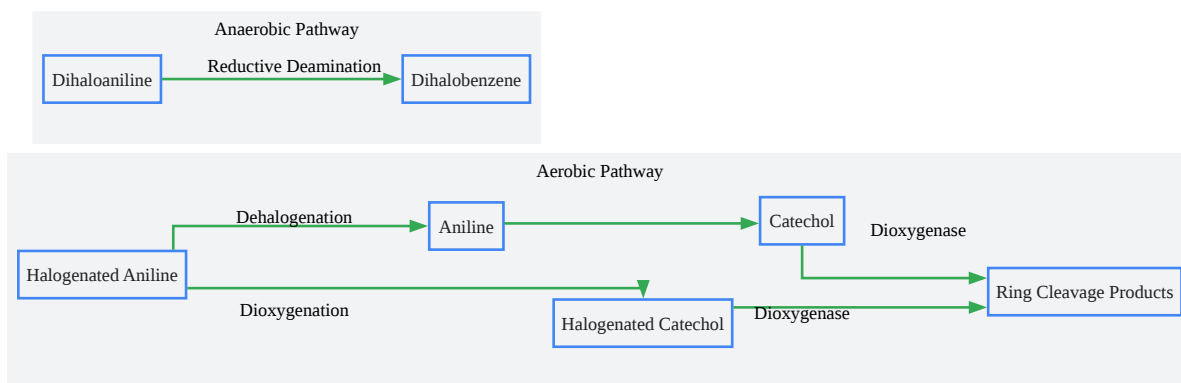 Anaerobic Pathway
Dihaloaniline
Reductive Deamination
Dihalobenzene
Aerobic Pathway
Halogenated Aniline
Dehalogenation
Aniline
Catechol
Dioxygenase
Dioxygenation
Halogenated Catechol
Dioxygenase
Ring Cleavage Products